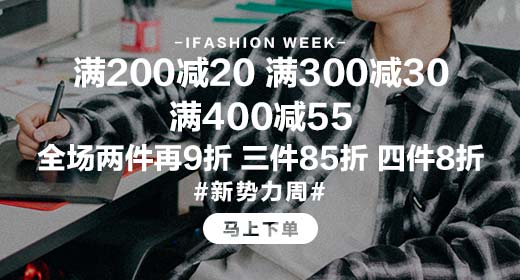 –IFASHION WEEK–
满200减20 满300减30
满400减55
全场两件再9折 三件85折 四件8折
#新势力周#
马上下单